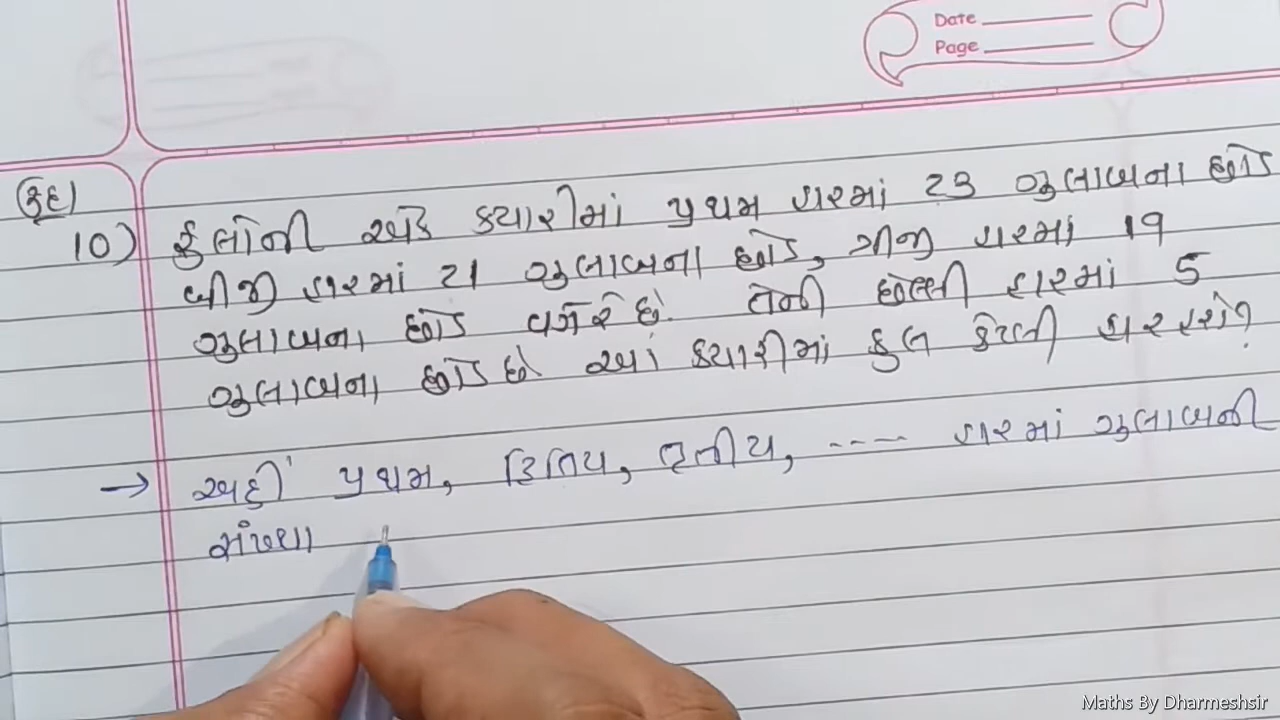 Date
Page
ઉદા
10) ફૂલોની એક ક્યારીમાં પ્રથમ હારમાં 23 ગુલાબના છોડ
બીજી હારમાં 21 ગુલાબના છોડ, ત્રીજી હારમાં 19
ગુલાબના છોડ વગેરે છે. તેની છેલ્લી હારમાં 5
ગુલાબના છોડ છે આ ક્યારીમાં કુલ કેટલી હાર હશે?
→ અહીં પ્રથમ, દ્વિતિય, તૃતીય, ---- હારમાં ગુલાબની
સંખ્યા
Maths By Dharmeshsir